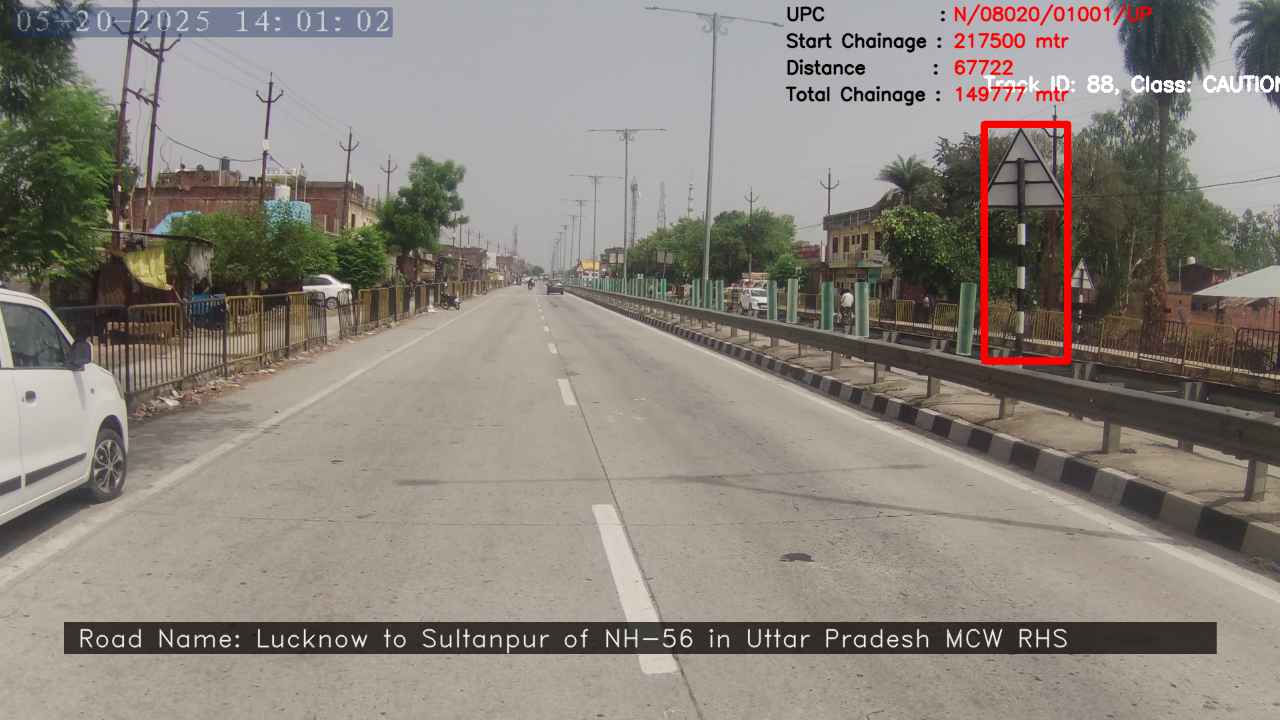 05-20-2025 14:01:02
UPC : N/08020/01001/UP
Start Chainage : 217500 mtr
Distance : 67722
Total Chainage : 149777 mtr
Track ID: 88, Class: CAUTION
Road Name: Lucknow to Sultanpur of NH-56 in Uttar Pradesh MCW RHS